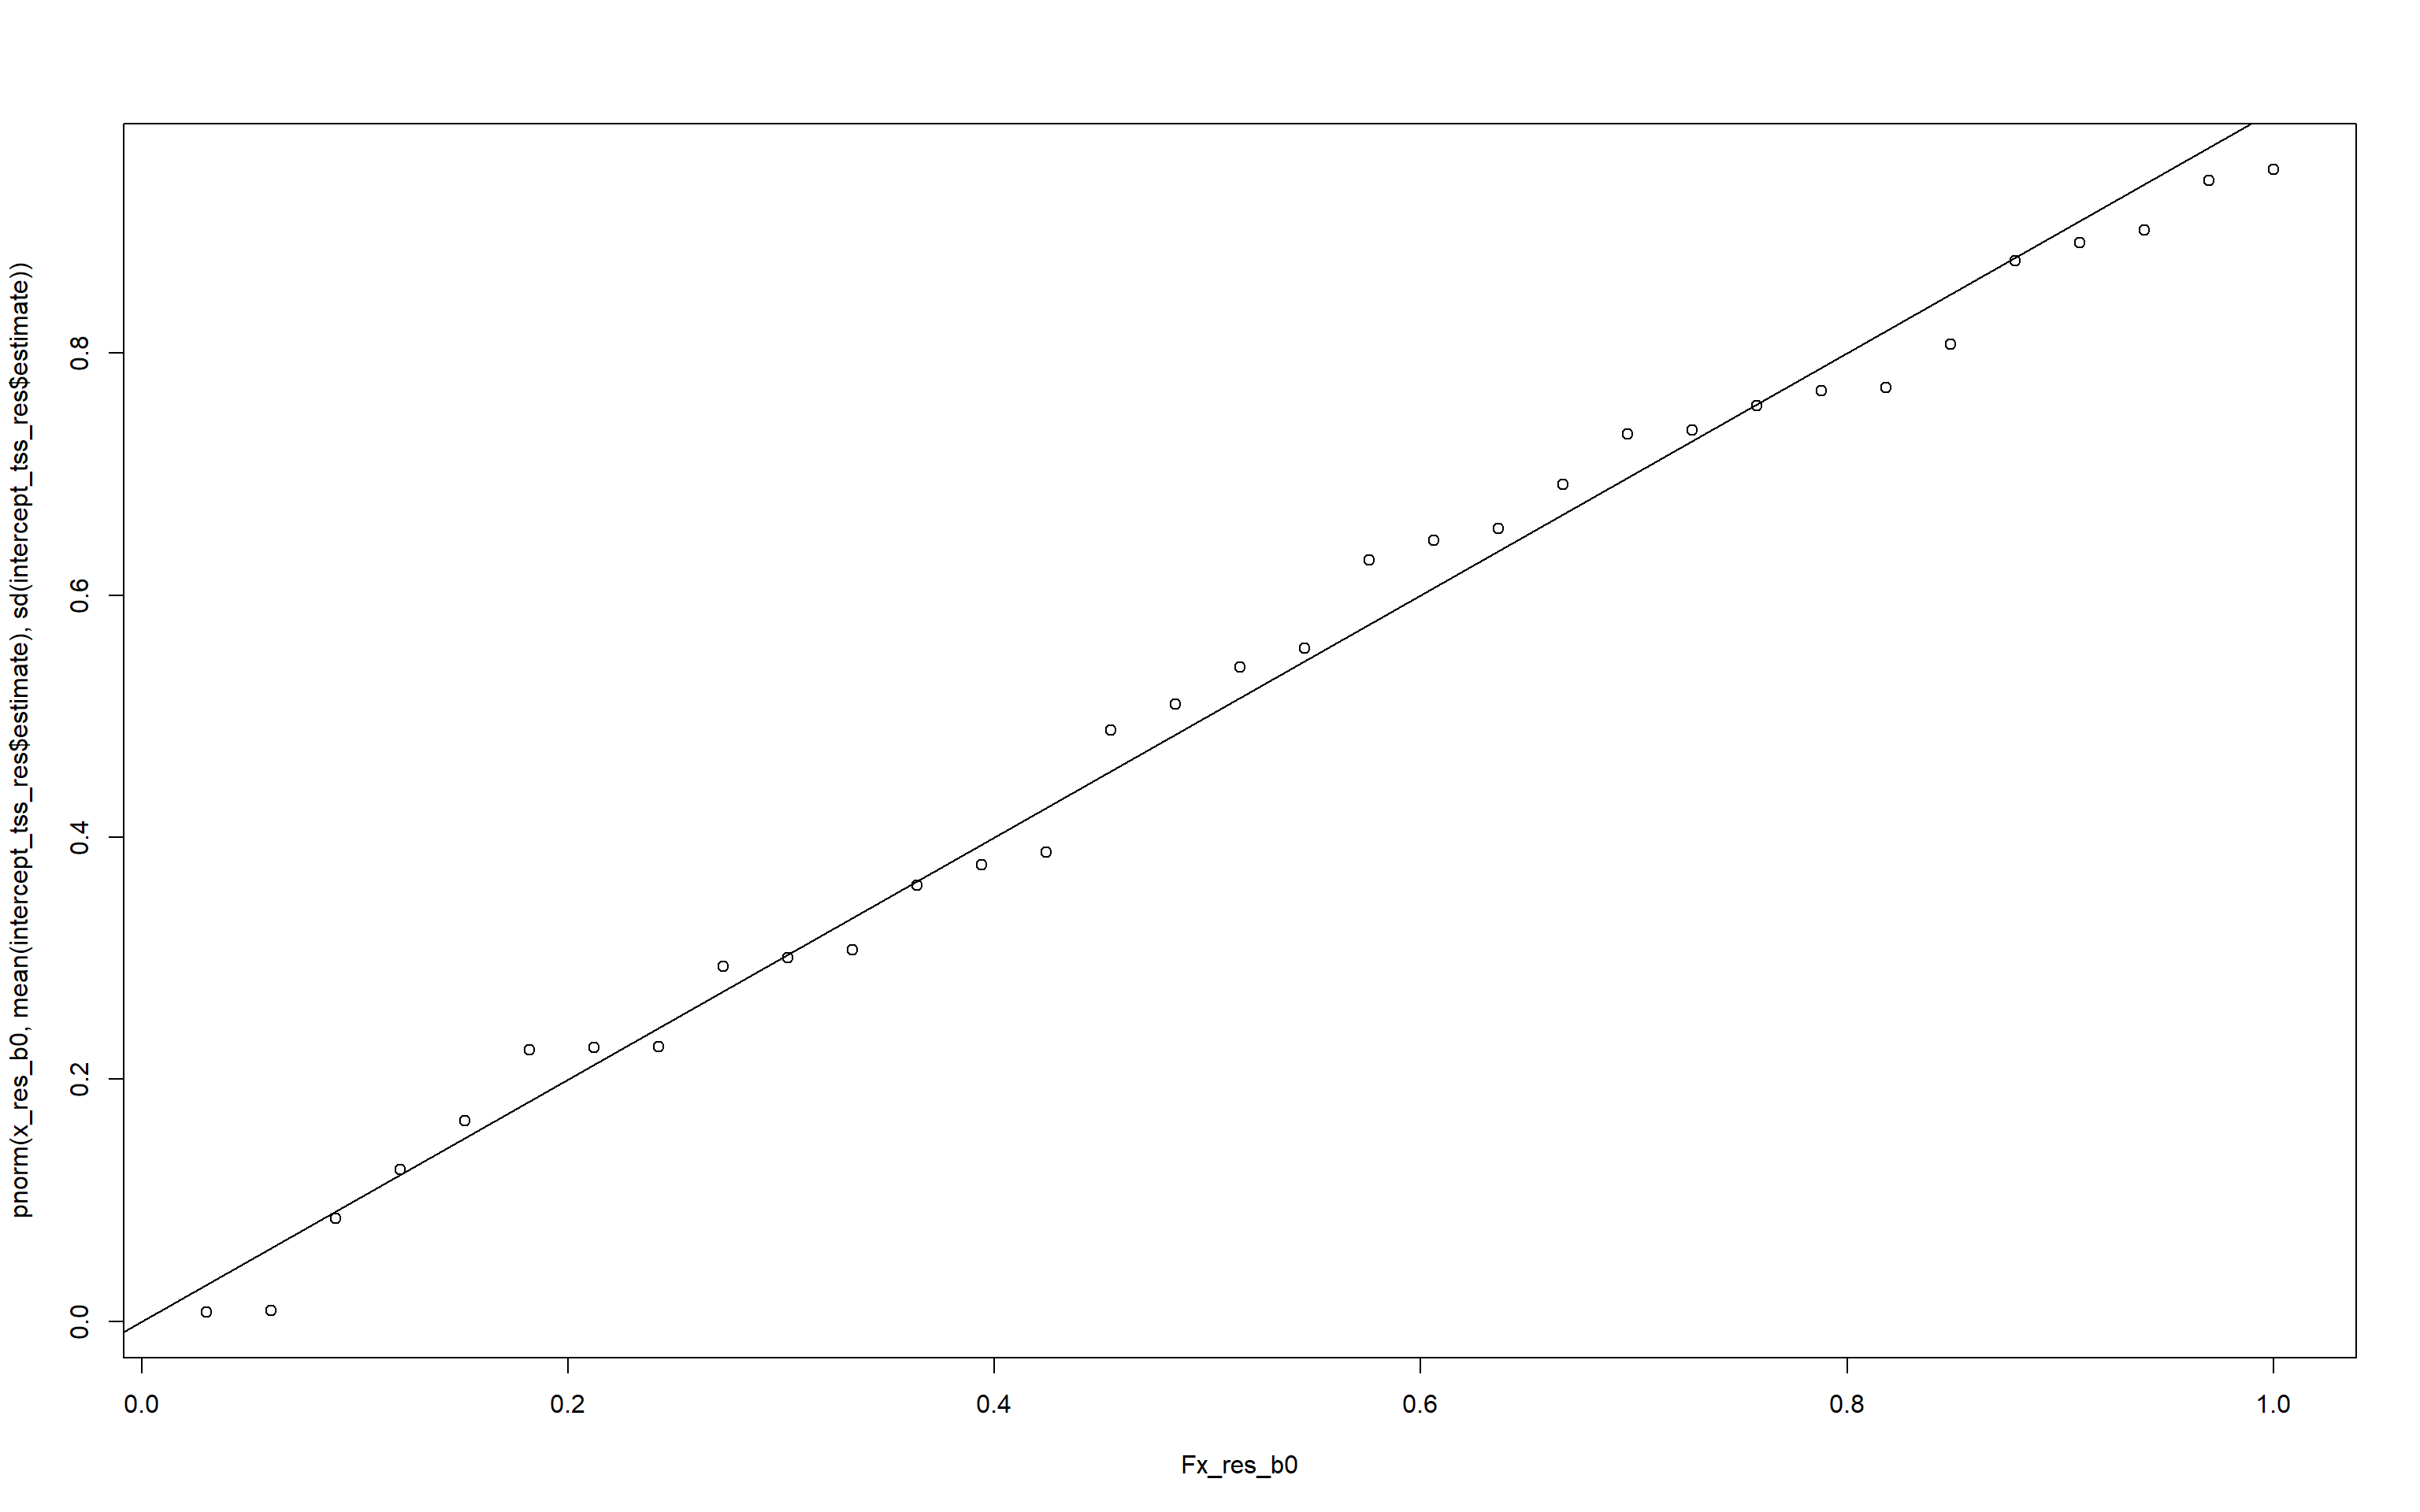 pnorm(x_res_b0, mean(intercept_tss_res$estimate), sd(intercept_tss_res$estimate))
0.8
0.6
0.4
0.2
0.0
0.0 0.2 0.4 0.6 0.8 1.0
Fx_res_b0